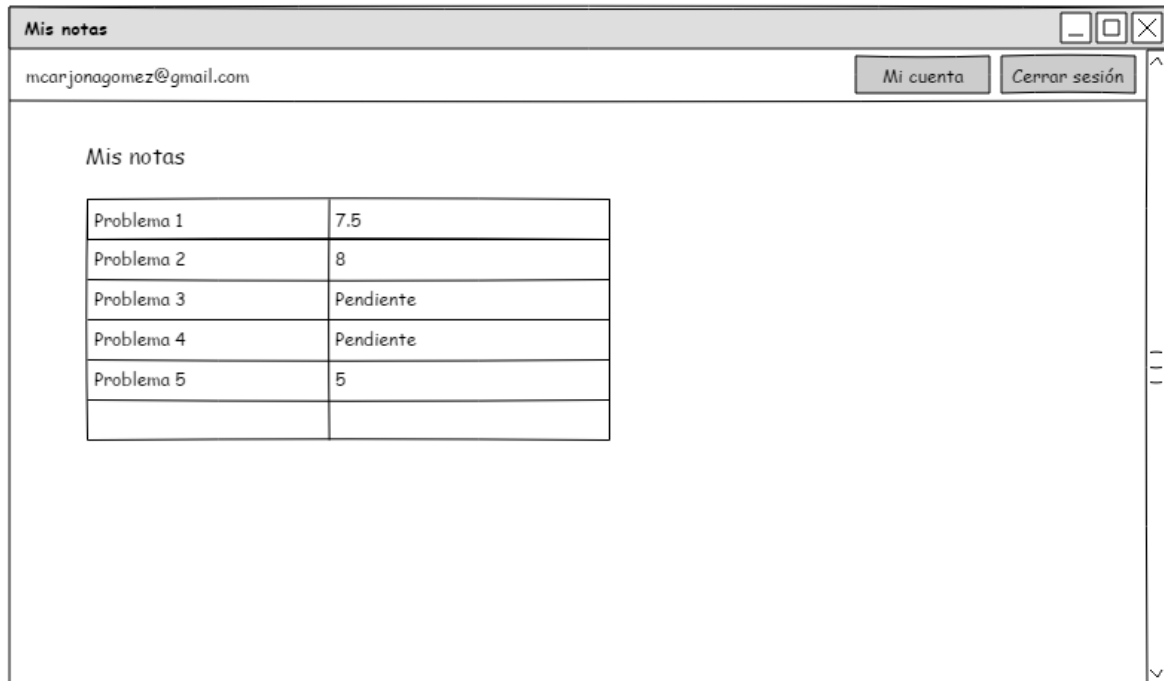 Mis notas
mcarjonagomez@gmail.com Mi cuenta Cerrar sesión
Mis notas
Problema 1 7.5
Problema 2 8
Problema 3 Pendiente
Problema 4 Pendiente
Problema 5 5